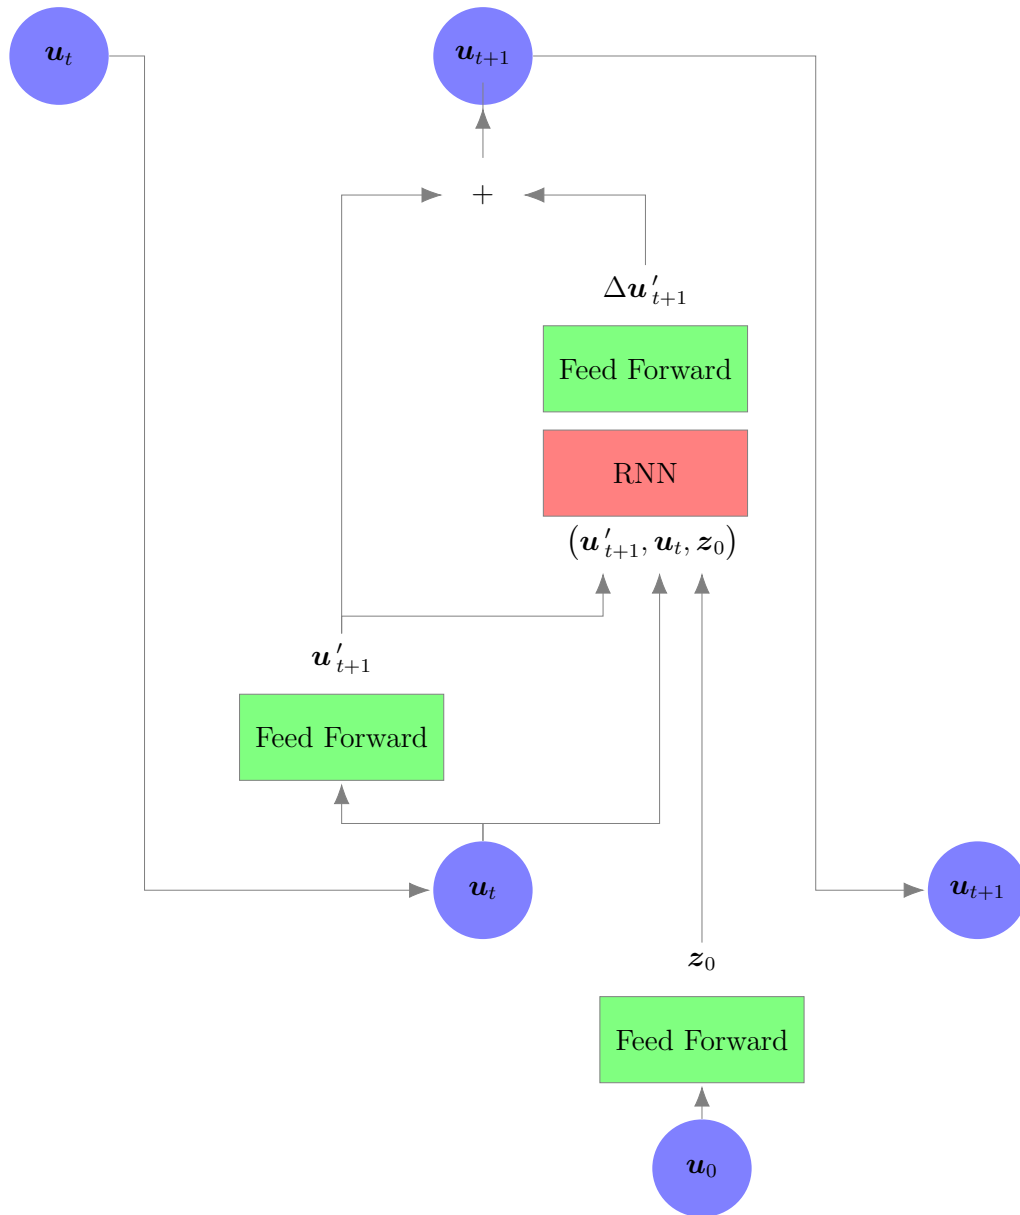 u_t
u_{t+1}
+
Δu'_{t+1}
Feed Forward
RNN
(u'_{t+1}, u_t, z_0)
u'_{t+1}
Feed Forward
u_t
u_{t+1}
z_0
Feed Forward
u_0